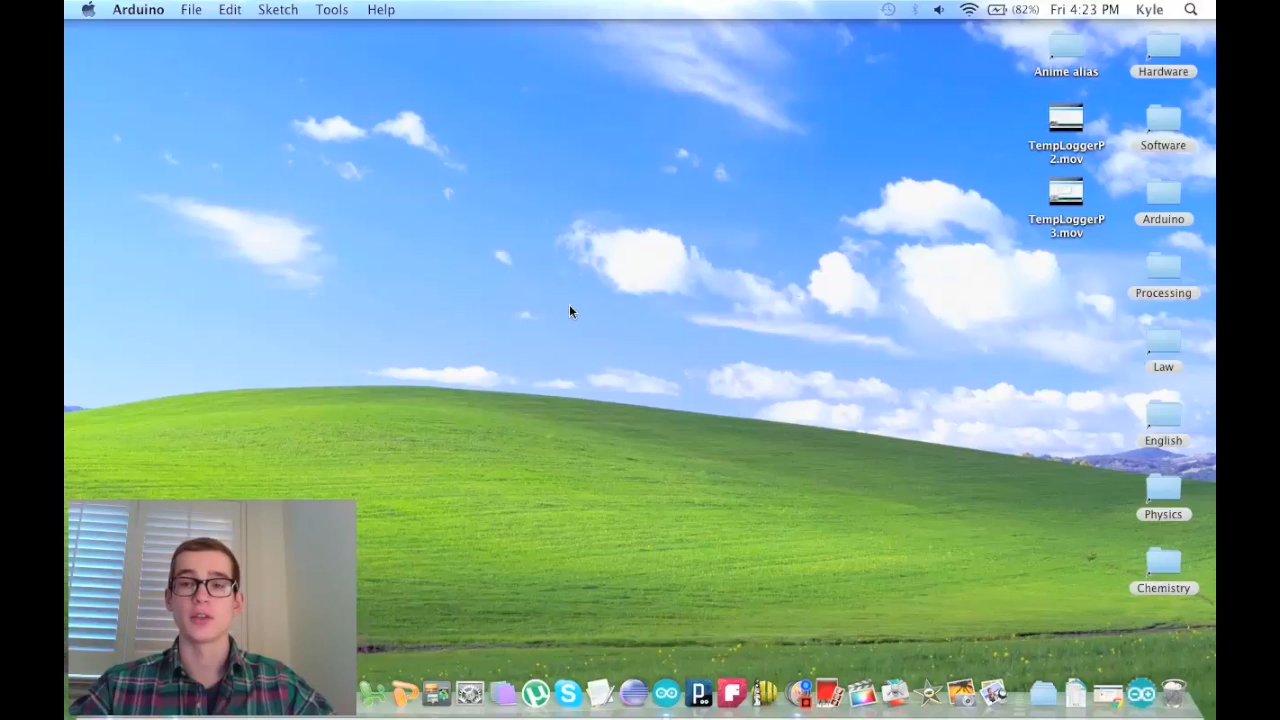 Arduino File Edit Sketch Tools Help (82%) Fri 4:23 PM Kyle
Anime alias
Hardware
TempLoggerP
2.mov
Software
TempLoggerP
3.mov
Arduino
Processing
Law
English
Physics
Chemistry